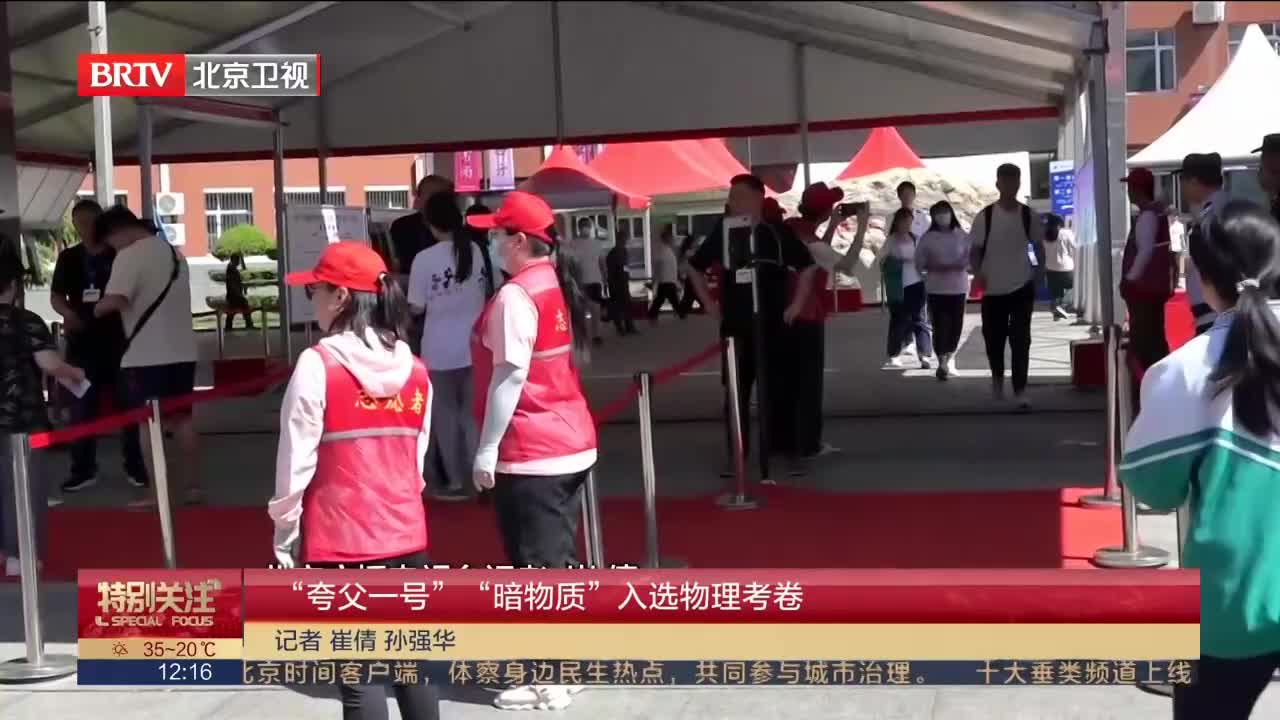 BRTV 北京卫视
志愿者
志
特别关注
SPECIAL FOCUS
“夸父一号”“暗物质”入选物理考卷
记者 崔倩 孙强华
35~20℃
12:16
北京时间客户端，体察身边民生热点，共同参与城市治理。 十大垂类频道上线